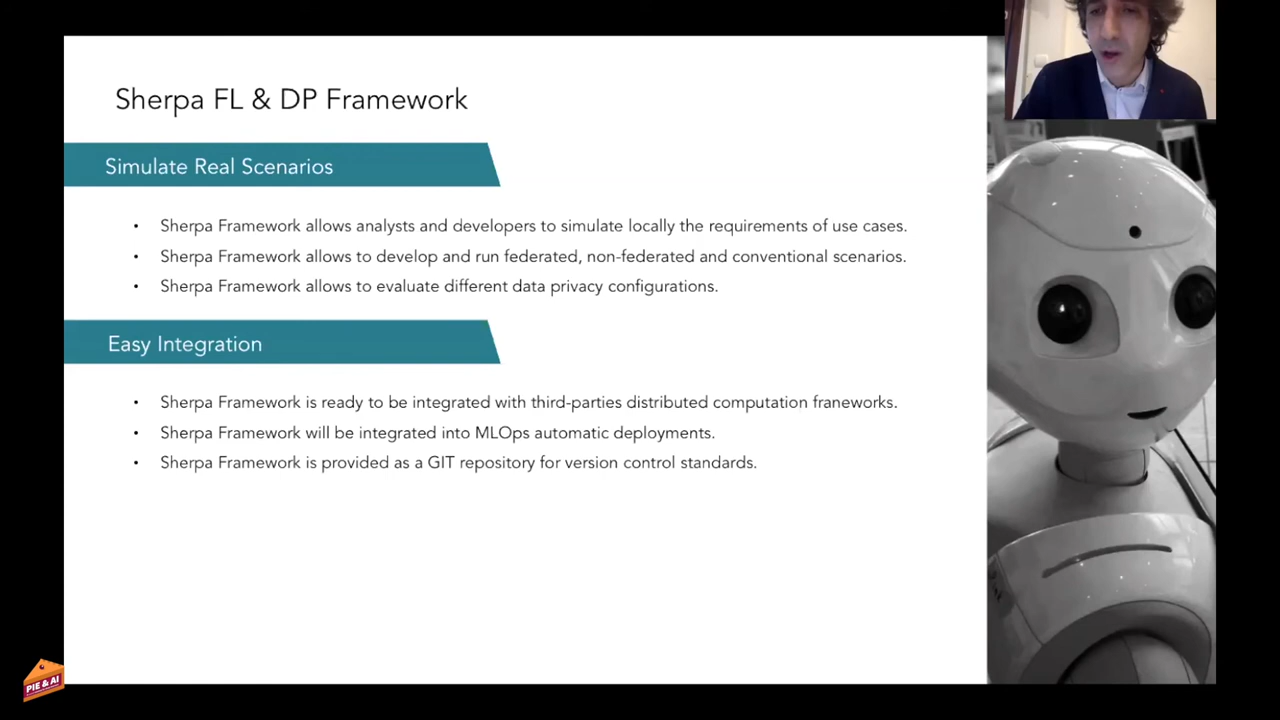 Sherpa FL & DP Framework
Simulate Real Scenarios
• Sherpa Framework allows analysts and developers to simulate locally the requirements of use cases.
• Sherpa Framework allows to develop and run federated, non-federated and conventional scenarios.
• Sherpa Framework allows to evaluate different data privacy configurations.
Easy Integration
• Sherpa Framework is ready to be integrated with third-parties distributed computation franeworks.
• Sherpa Framework will be integrated into MLOps automatic deployments.
• Sherpa Framework is provided as a GIT repository for version control standards.
PIE & AI